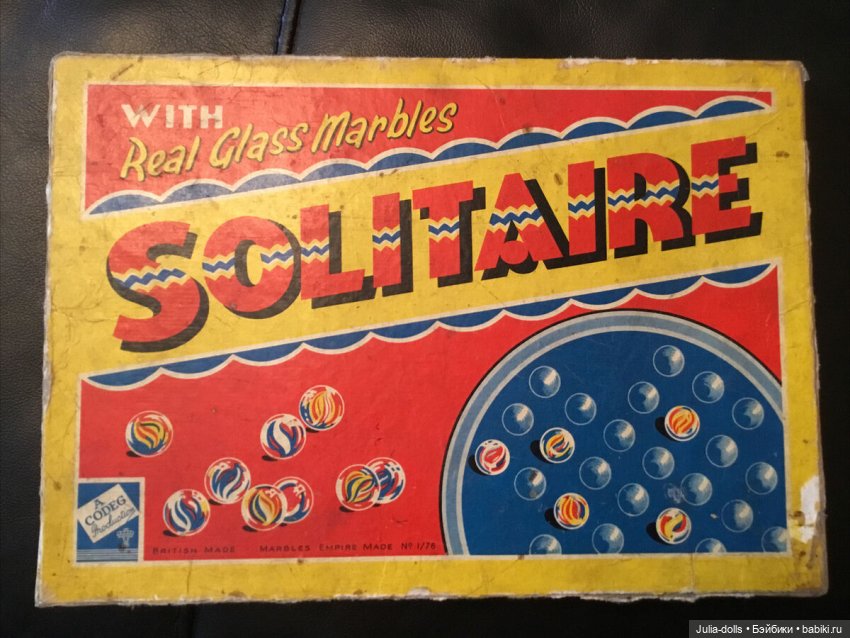 WITH
Real Glass Marbles
SOLITAIRE
A
CODEG
Production
BRITISH MADE MARBLES EMPIRE MADE Nº 1/76
Julia-dolls • Бэйбики • babiki.ru